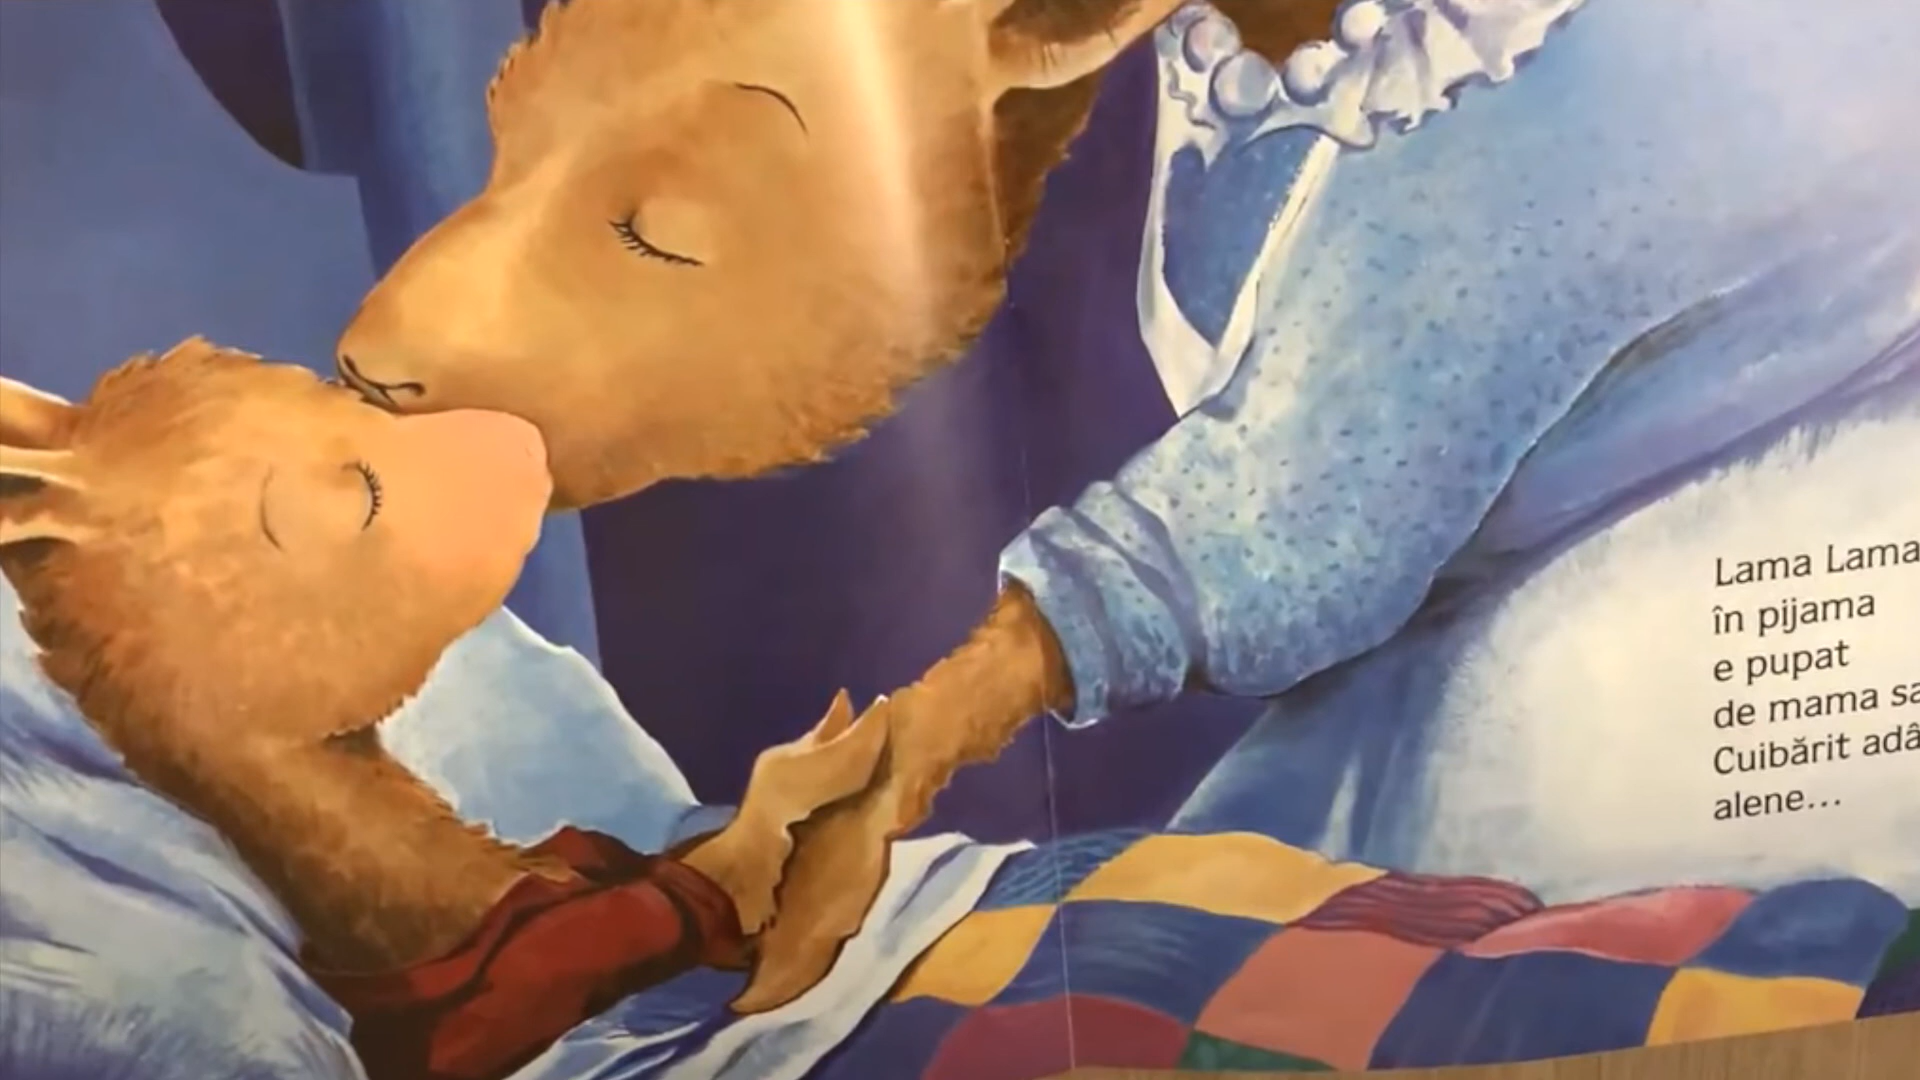 Lama Lama
în pijama
e pupat
de mama
Cuibărit
alene...